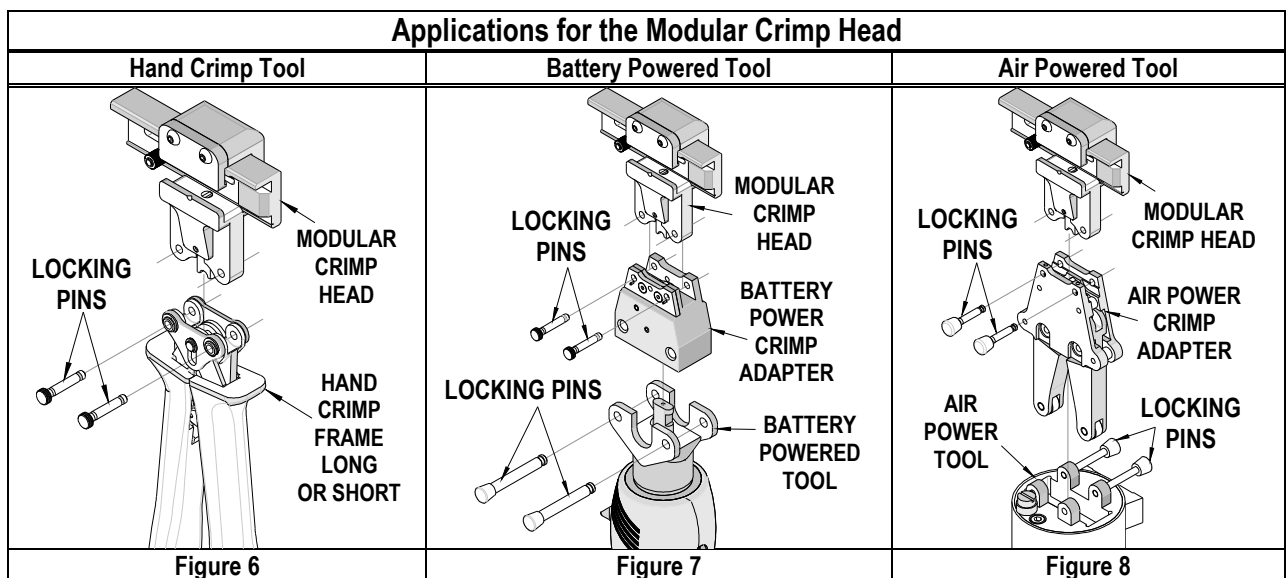 Applications for the Modular Crimp Head
Hand Crimp Tool
Battery Powered Tool
Air Powered Tool
MODULAR
CRIMP
HEAD
LOCKING
PINS
HAND
CRIMP
FRAME
LONG
OR SHORT
MODULAR
CRIMP
HEAD
LOCKING
PINS
BATTERY
POWER
CRIMP
ADAPTER
LOCKING PINS
BATTERY
POWERED
TOOL
LOCKING
PINS
MODULAR
CRIMP HEAD
AIR POWER
CRIMP
ADAPTER
AIR
POWER
TOOL
LOCKING
PINS
Figure 6
Figure 7
Figure 8